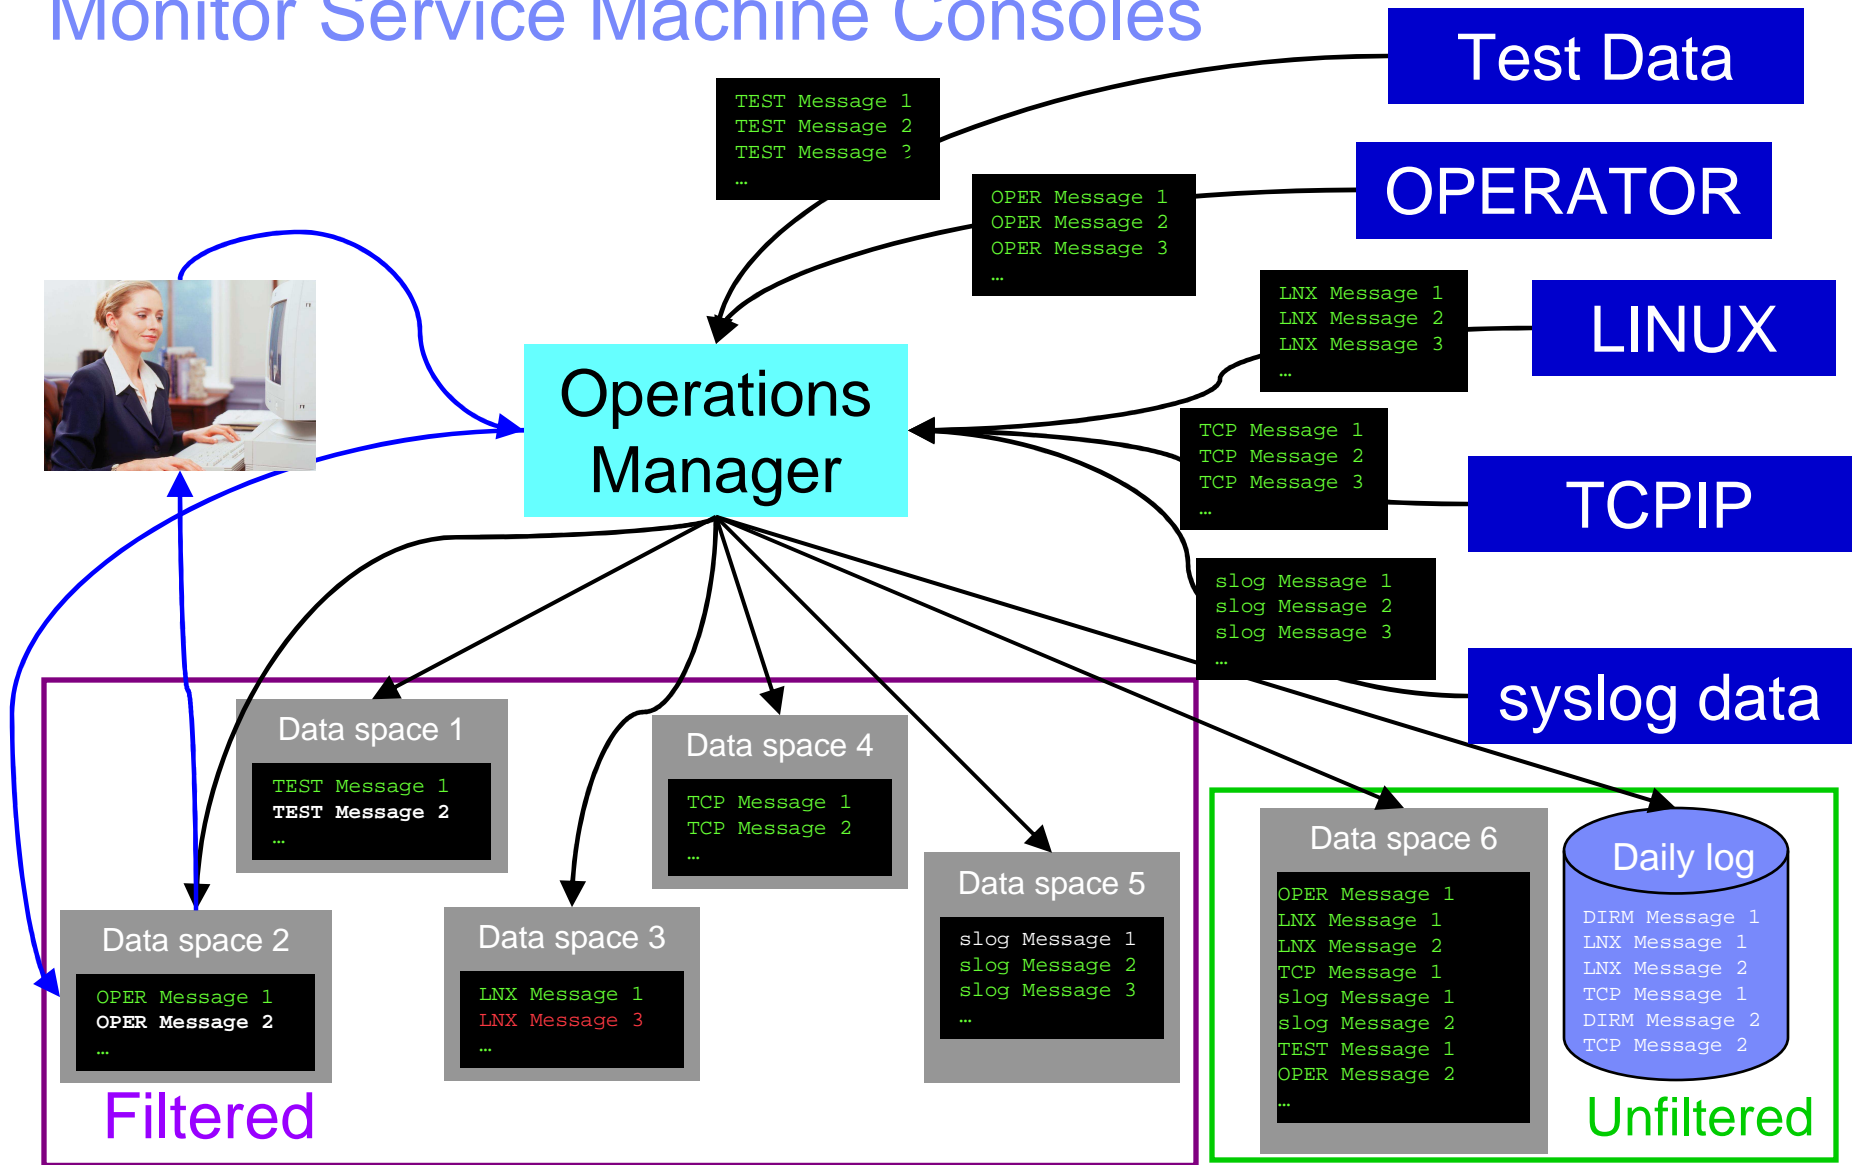 Monitor Service Machine Consoles
Test Data
TEST Message 1
TEST Message 2
TEST Message 3
…
OPERATOR
OPER Message 1
OPER Message 2
OPER Message 3
…
LINUX
LNX Message 1
LNX Message 2
LNX Message 3
…
Operations
Manager
TCPIP
TCP Message 1
TCP Message 2
TCP Message 3
…
slog Message 1
slog Message 2
slog Message 3
…
syslog data
Data space 1
TEST Message 1
TEST Message 2
…
Data space 4
TCP Message 1
TCP Message 2
…
Data space 5
slog Message 1
slog Message 2
slog Message 3
…
Data space 2
OPER Message 1
OPER Message 2
…
Data space 3
LNX Message 1
LNX Message 3
…
Filtered
Data space 6
OPER Message 1
LNX Message 1
LNX Message 2
TCP Message 1
slog Message 1
slog Message 2
TEST Message 1
OPER Message 2
…
Daily log
DIRM Message 1
LNX Message 1
LNX Message 2
TCP Message 1
DIRM Message 2
TCP Message 2
Unfiltered